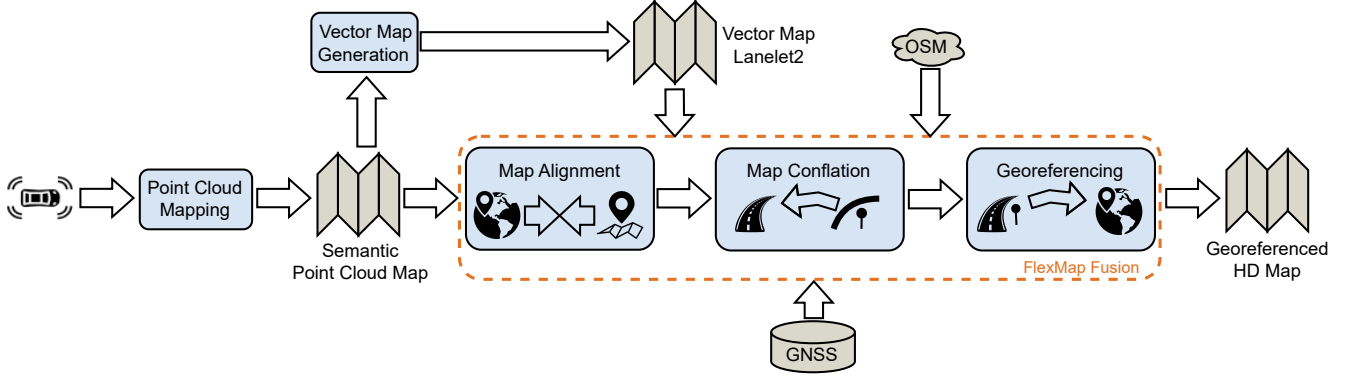 Vector Map
Generation
Vector Map
Lanelet2
OSM
Point Cloud
Mapping
Semantic
Point Cloud Map
Map Alignment
Map Conflation
Georeferencing
FlexMap Fusion
Georeferenced
HD Map
GNSS